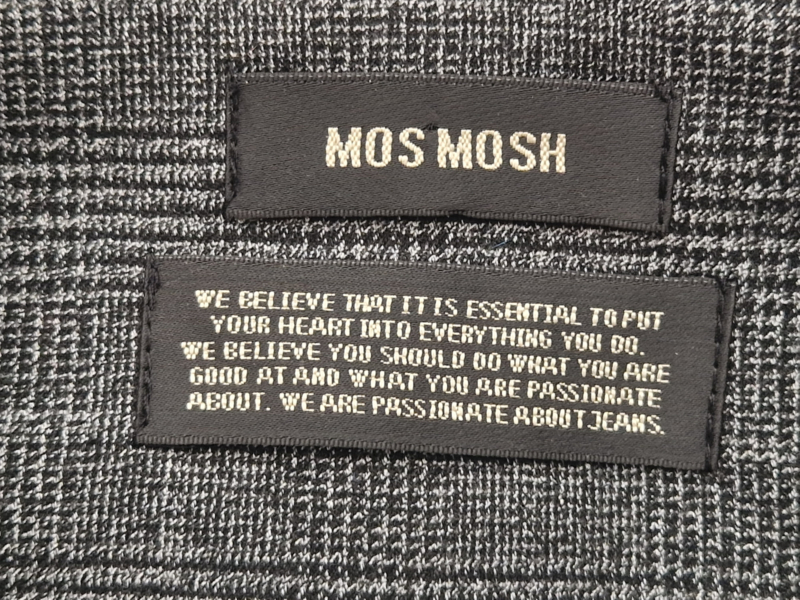 MOS MOSH
WE BELIEVE THAT IT IS ESSENTIAL TO PUT
YOUR HEART INTO EVERYTHING YOU DO.
WE BELIEVE YOU SHOULD DO WHAT YOU ARE
GOOD AT AND WHAT YOU ARE PASSIONATE
ABOUT. WE ARE PASSIONATE ABOUT JEANS.